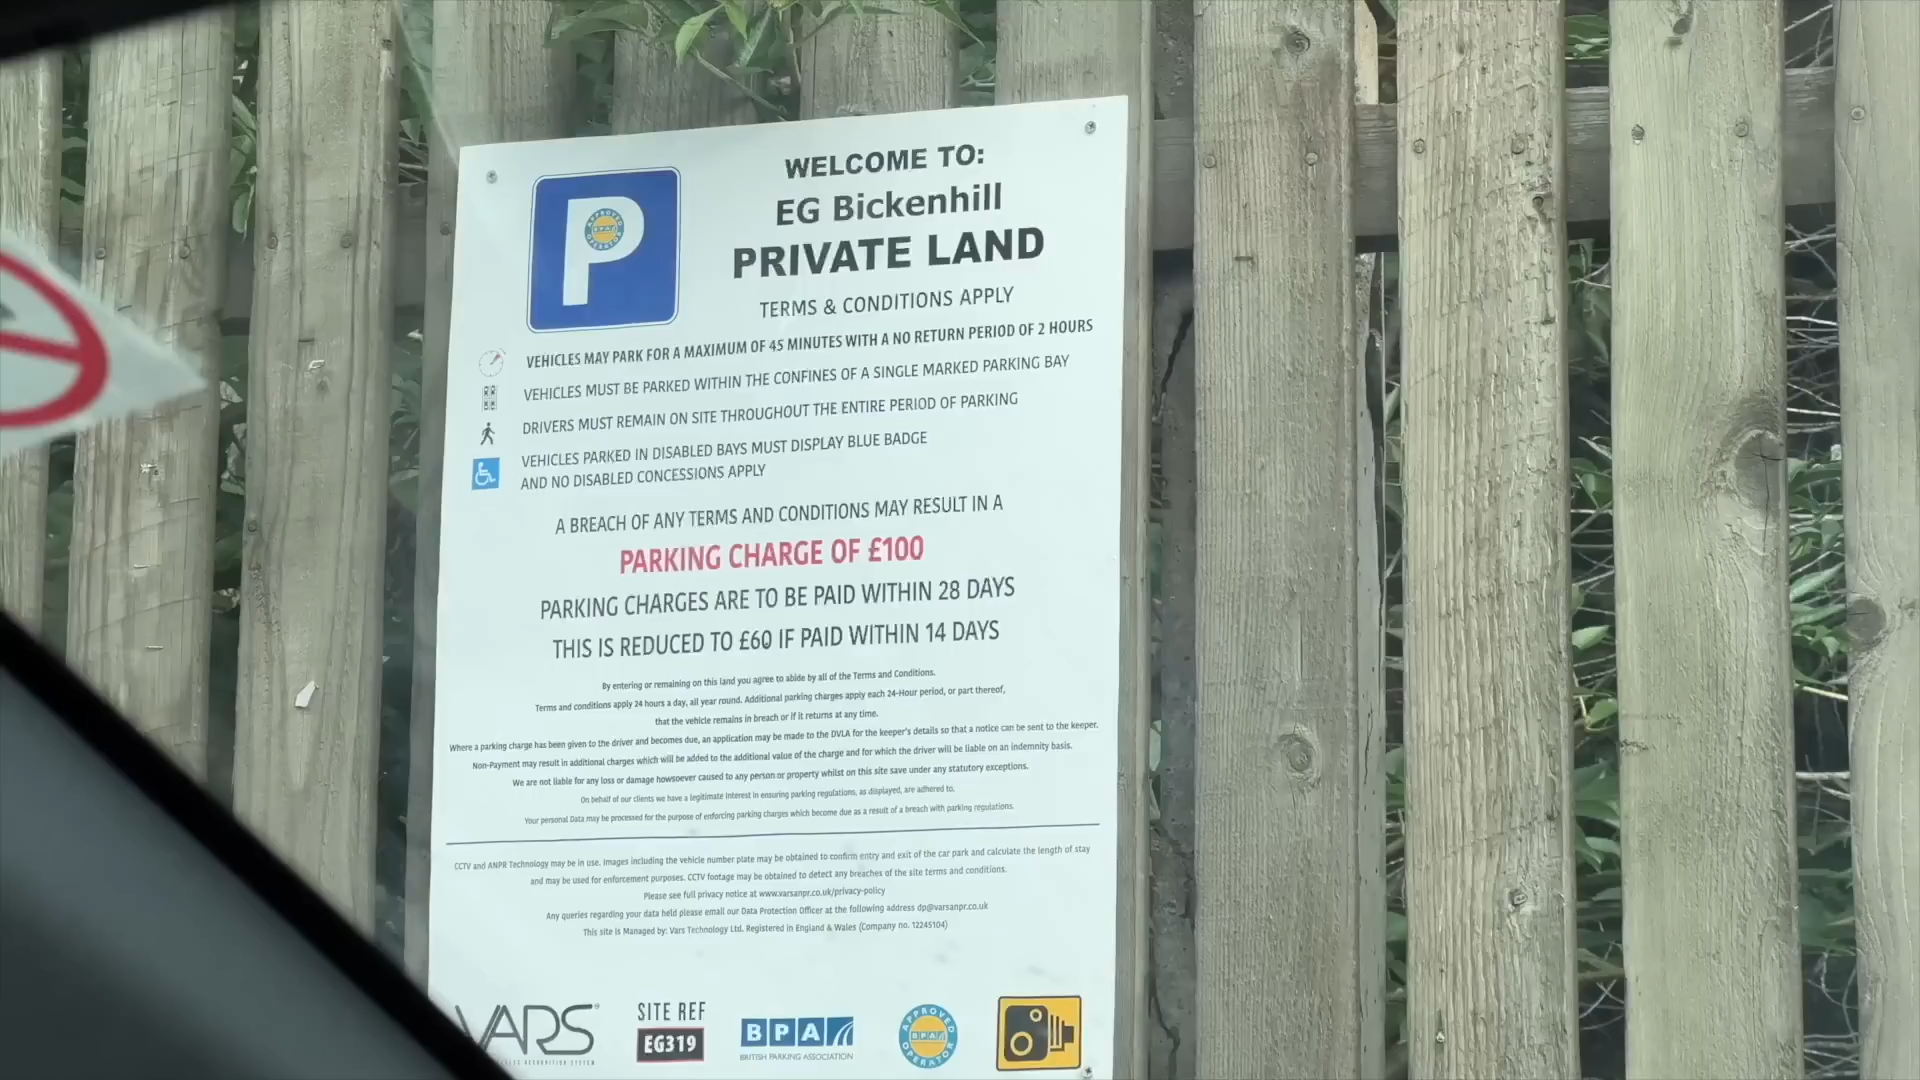 WELCOME TO:
EG Bickenhill
PRIVATE LAND
TERMS & CONDITIONS APPLY
P
APPROVED
BPA
OPERATOR
VEHICLES MAY PARK FOR A MAXIMUM OF 45 MINUTES WITH A NO RETURN PERIOD OF 2 HOURS
VEHICLES MUST BE PARKED WITHIN THE CONFINES OF A SINGLE MARKED PARKING BAY
DRIVERS MUST REMAIN ON SITE THROUGHOUT THE ENTIRE PERIOD OF PARKING
VEHICLES PARKED IN DISABLED BAYS MUST DISPLAY BLUE BADGE
AND NO DISABLED CONCESSIONS APPLY
A BREACH OF ANY TERMS AND CONDITIONS MAY RESULT IN A
PARKING CHARGE OF £100
PARKING CHARGES ARE TO BE PAID WITHIN 28 DAYS
THIS IS REDUCED TO £60 IF PAID WITHIN 14 DAYS
By entering or remaining on this land you agree to abide by all of the Terms and Conditions.
Terms and conditions apply 24 hours a day, all year round. Additional parking charges apply each 24-Hour period, or part thereof,
that the vehicle remains in breach or if it returns at any time.
Where a parking charge has been given to the driver and becomes due, an application may be made to the DVLA for the keeper's details so that a notice can be sent to the keeper.
Non-Payment may result in additional charges which will be added to the additional value of the charge and for which the driver will be liable on an indemnity basis.
We are not liable for any loss or damage howsoever caused to any person or property whilst on this site save under any statutory exceptions.
On behalf of our clients we have a legitimate interest in ensuring parking regulations, as displayed, are adhered to.
Your personal Data may be processed for the purpose of enforcing parking charges which become due as a result of a breach with parking regulations.
CCTV and ANPR Technology may be in use. Images including the vehicle number plate may be obtained to confirm entry and exit of the car park and calculate the length of stay
and may be used for enforcement purposes. CCTV footage may be obtained to detect any breaches of the site terms and conditions.
Please see full privacy notice at www.varsanpr.co.uk/privacy-policy
Any queries regarding your data held please email our Data Protection Officer at the following address dp@varsanpr.co.uk
This site is Managed by: Vars Technology Ltd. Registered in England & Wales (Company no. 12245104)
VARS®
RECOGNITION SYSTEM
SITE REF
EG319
BPA
BRITISH PARKING ASSOCIATION
APPROVED
BPA
OPERATOR